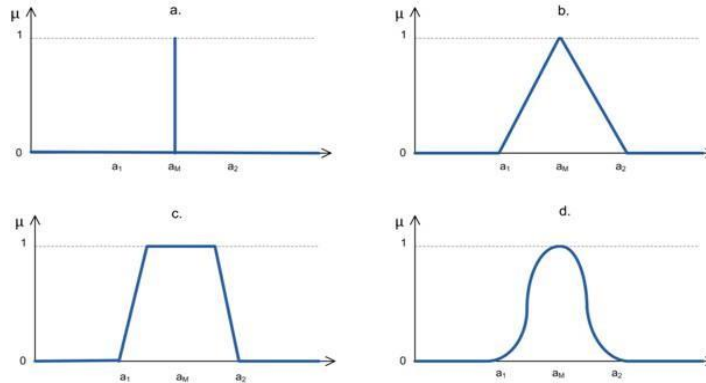 a.
μ
1
0
a₁ a_M a₂
b.
μ
1
0
a₁ a_M a₂
c.
μ
1
0
a₁ a_M a₂
d.
μ
1
0
a₁ a_M a₂